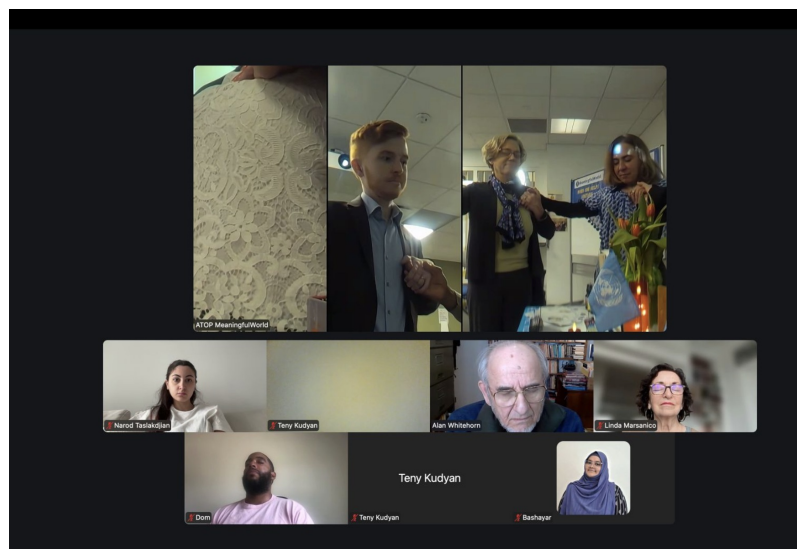 ATOP MeaningfulWorld
Narod Taslakdjian
Teny Kudyan
Alan Whitehorn
Linda Marsanico
Dom
Teny Kudyan
Teny Kudyan
Bashayar